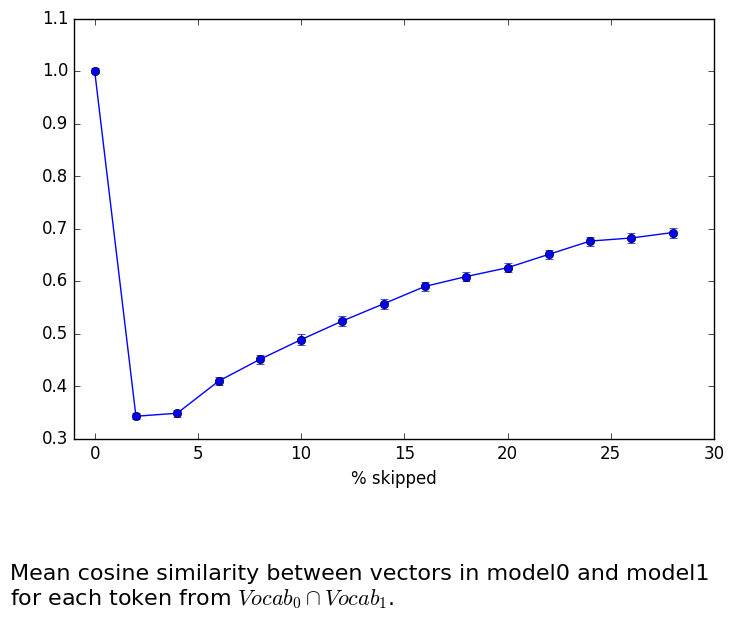 1.1
1.0
0.9
0.8
0.7
0.6
0.5
0.4
0.3
0 5 10 15 20 25 30
% skipped
Mean cosine similarity between vectors in model0 and model1
for each token from Vocab₀ ∩ Vocab₁.